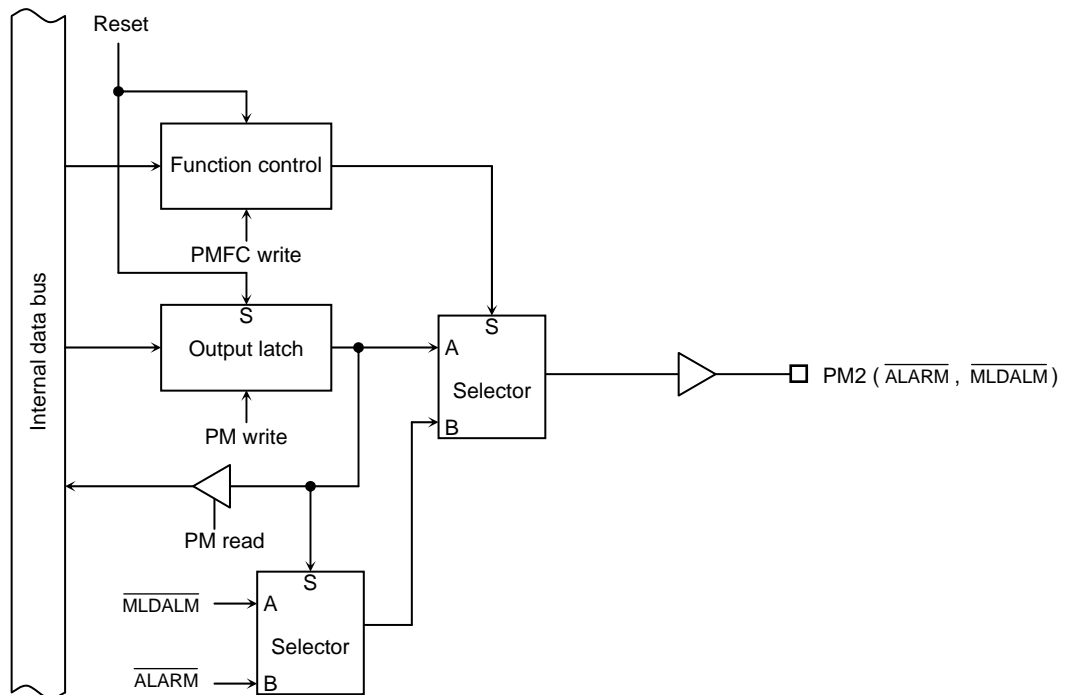 Reset
Function control
PMFC write
Internal data bus
S
Output latch
PM write
S
A
Selector
B
PM2 ( ALARM , MLDALM )
PM read
S
MLDALM
A
Selector
ALARM
B